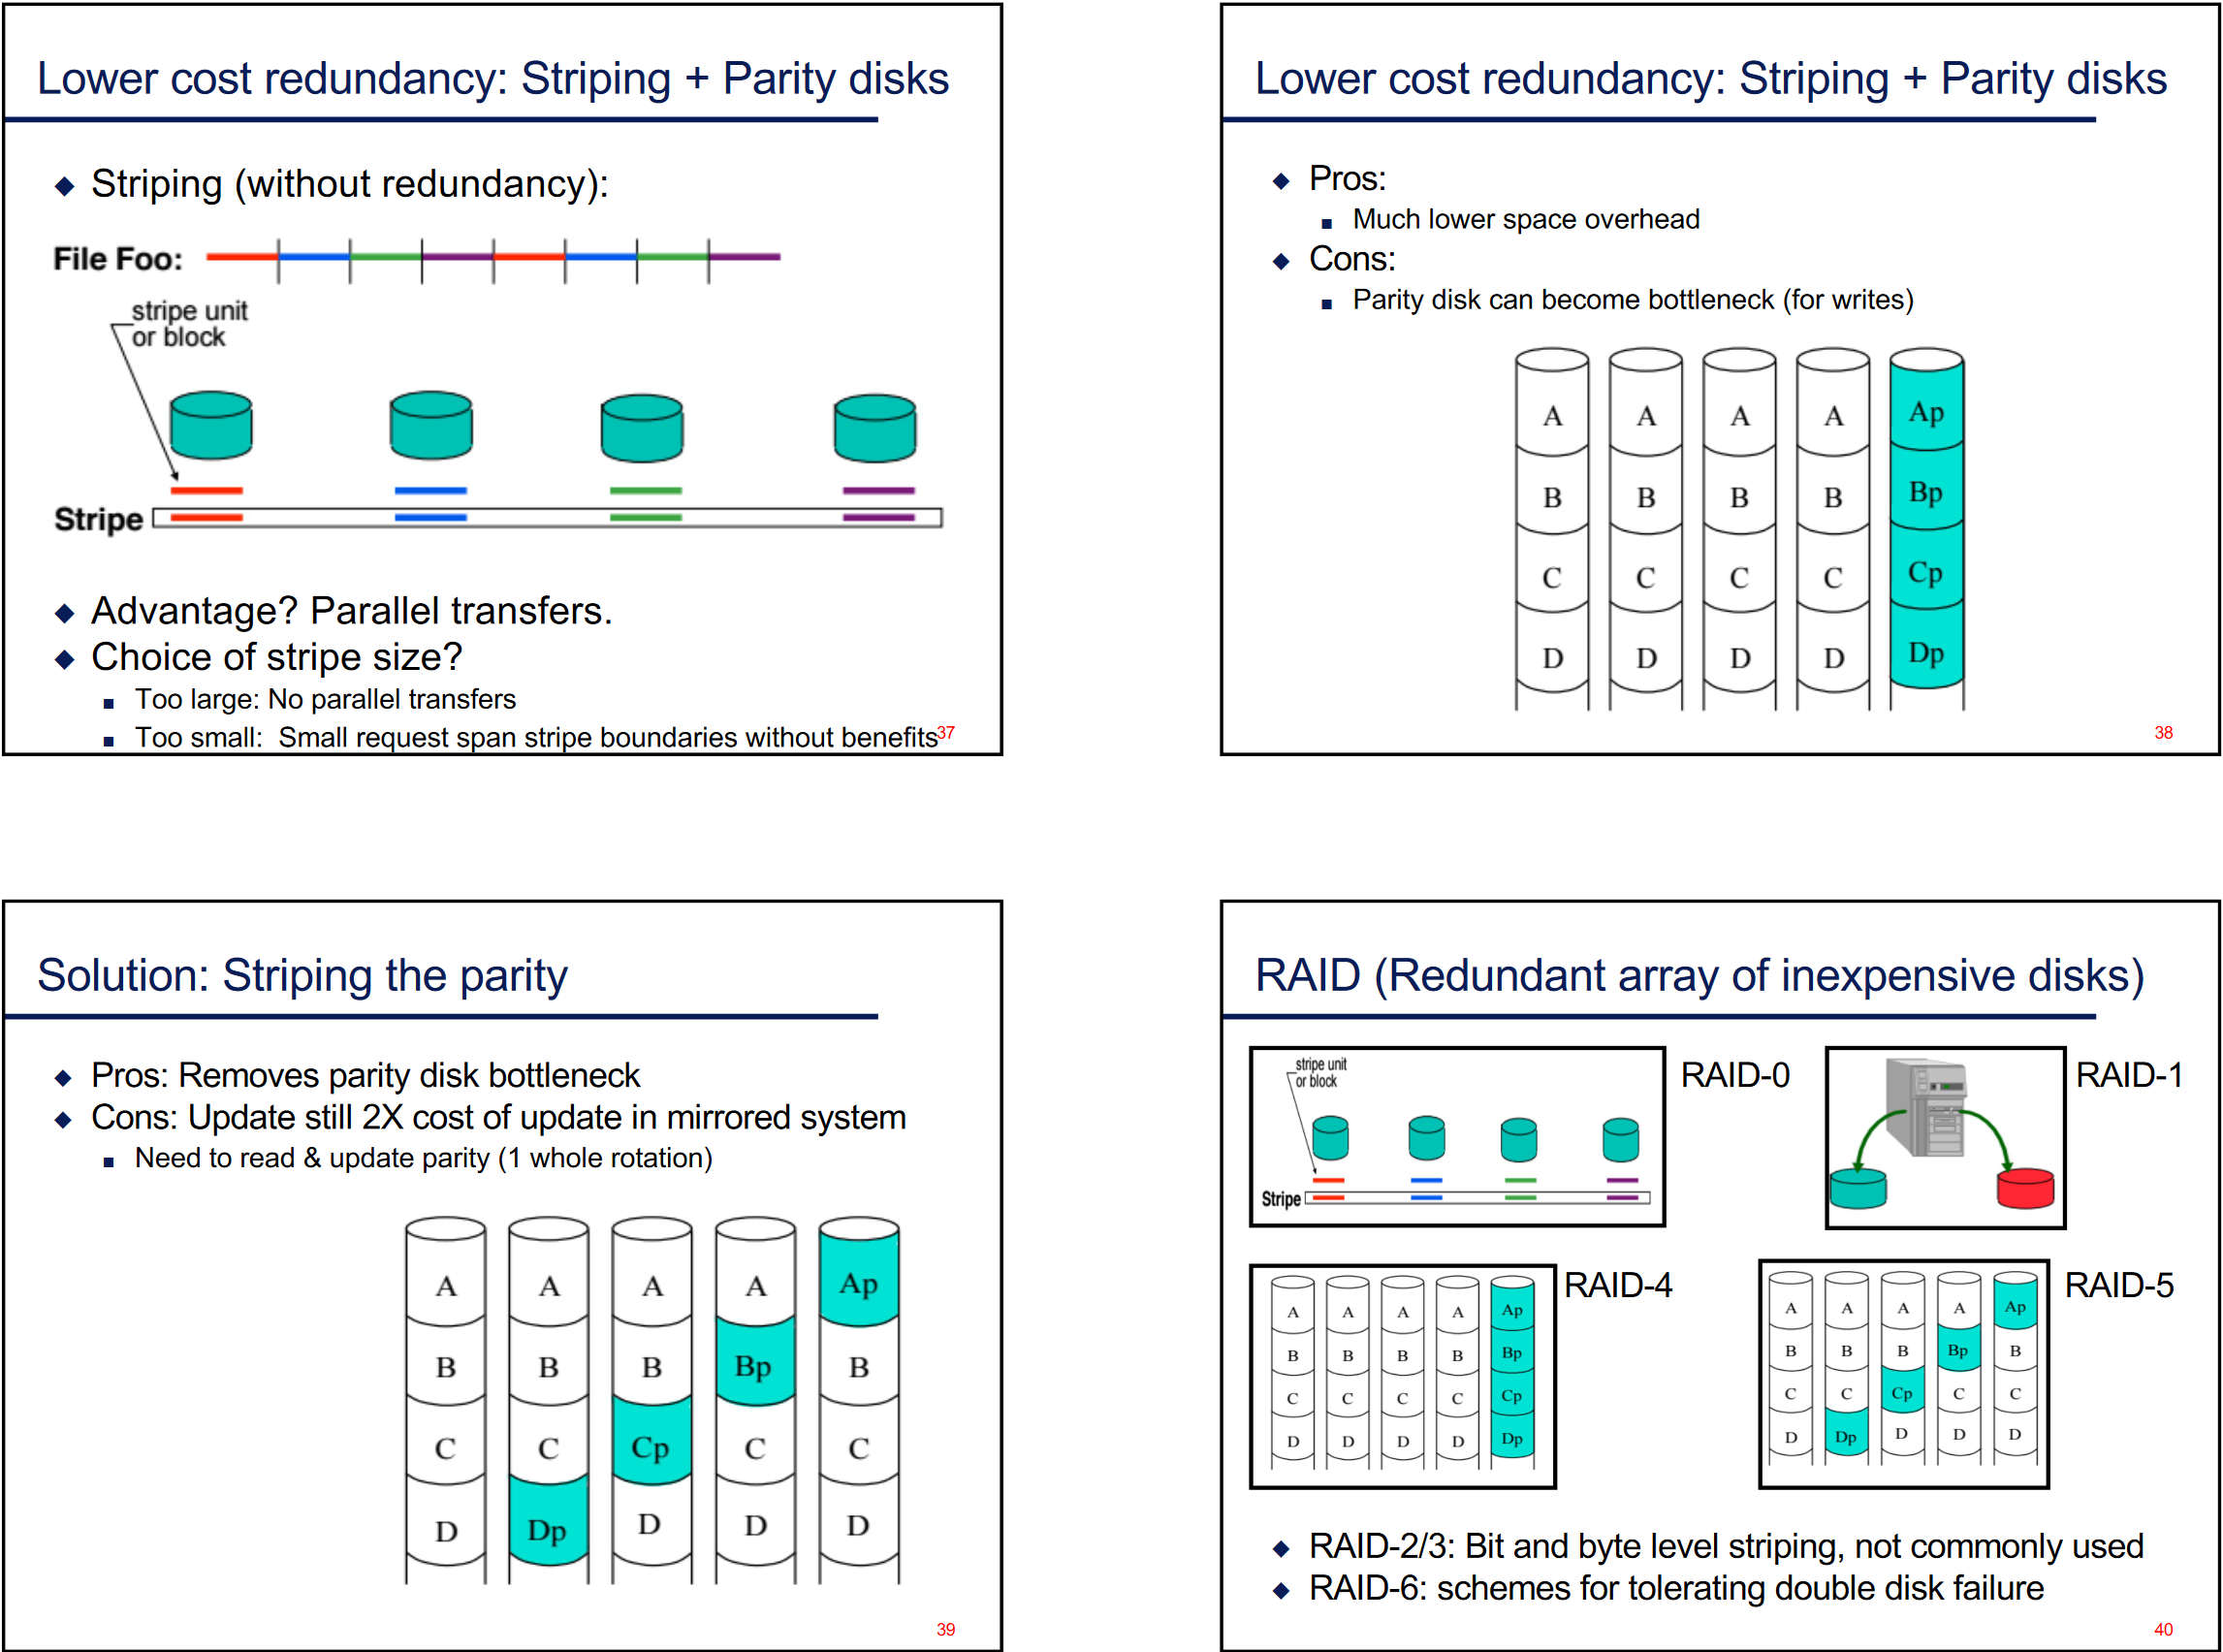 Lower cost redundancy: Striping + Parity disks
◆ Striping (without redundancy):
File Foo:
stripe unit
or block
Stripe
◆ Advantage? Parallel transfers.
◆ Choice of stripe size?
■ Too large: No parallel transfers
■ Too small:  Small request span stripe boundaries without benefits
37
Lower cost redundancy: Striping + Parity disks
◆ Pros:
■ Much lower space overhead
◆ Cons:
■ Parity disk can become bottleneck (for writes)
A A A A Ap
B B B B Bp
C C C C Cp
D D D D Dp
38
Solution: Striping the parity
◆ Pros: Removes parity disk bottleneck
◆ Cons: Update still 2X cost of update in mirrored system
■ Need to read & update parity (1 whole rotation)
A A A A Ap
B B B Bp B
C C Cp C C
D Dp D D D
39
RAID (Redundant array of inexpensive disks)
stripe unit
or block
Stripe
RAID-0
RAID-1
A A A A Ap
B B B B Bp
C C C C Cp
D D D D Dp
RAID-4
A A A A Ap
B B B Bp B
C C Cp C C
D Dp D D D
RAID-5
◆ RAID-2/3: Bit and byte level striping, not commonly used
◆ RAID-6: schemes for tolerating double disk failure
40